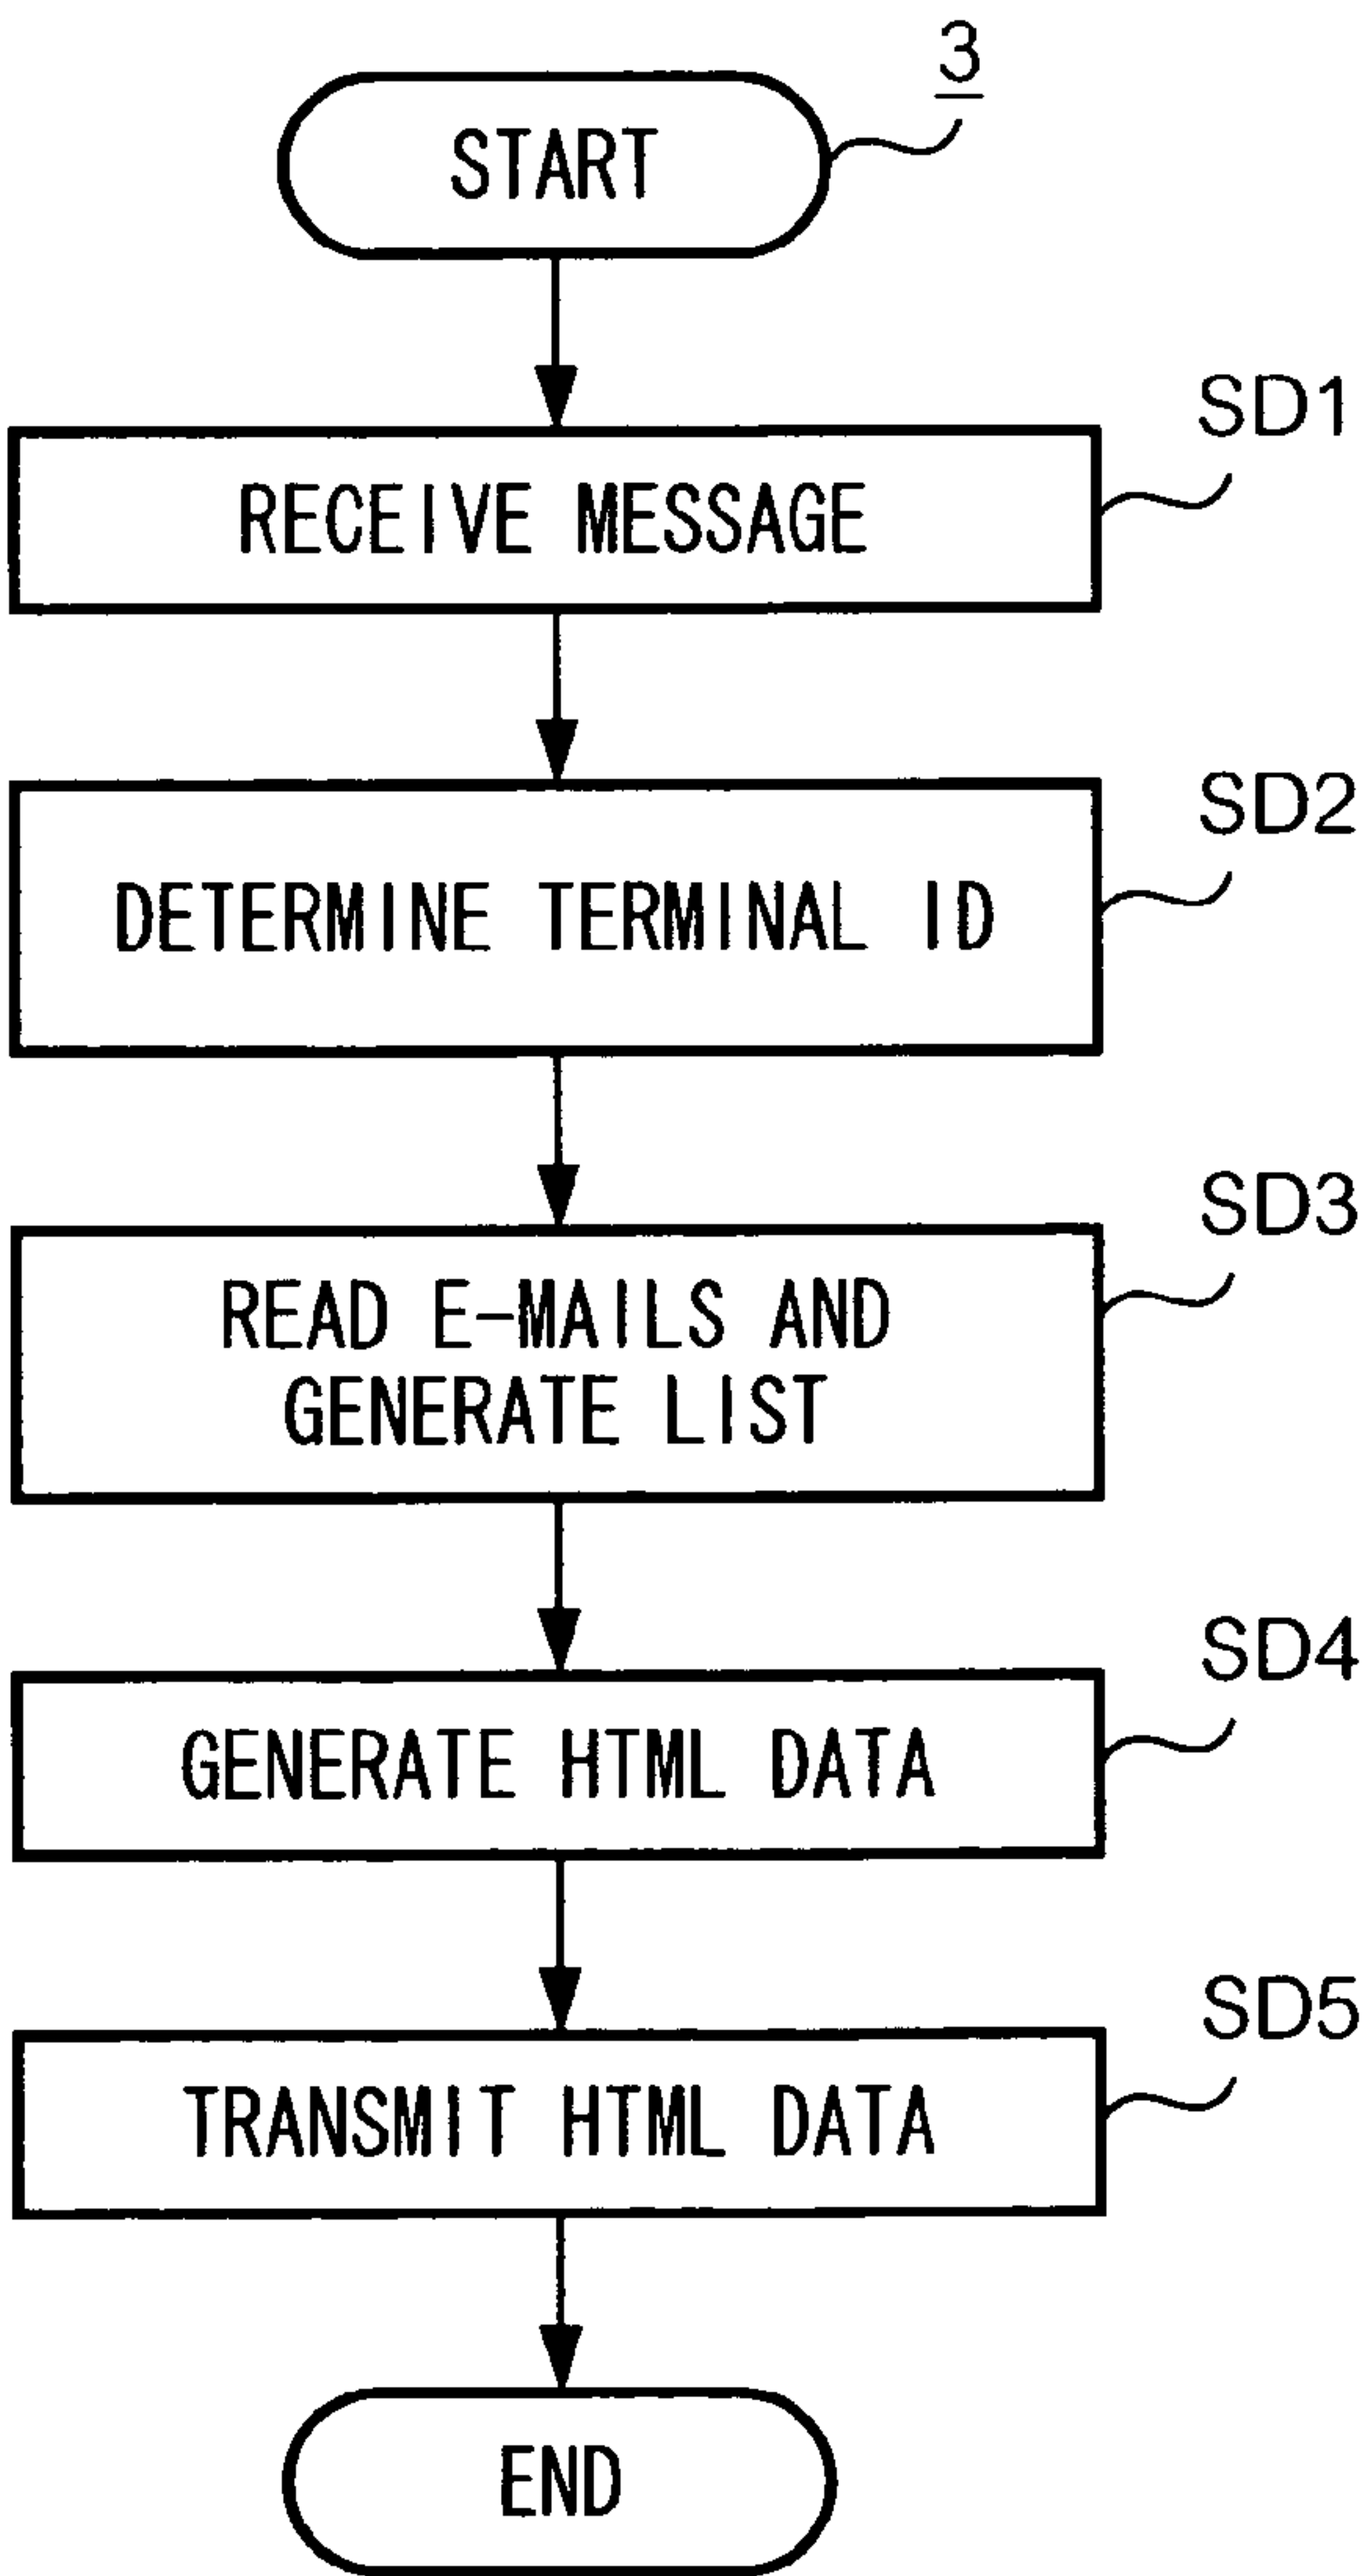 3
START
SD1
RECEIVE MESSAGE
SD2
DETERMINE TERMINAL ID
SD3
READ E-MAILS AND
GENERATE LIST
SD4
GENERATE HTML DATA
SD5
TRANSMIT HTML DATA
END